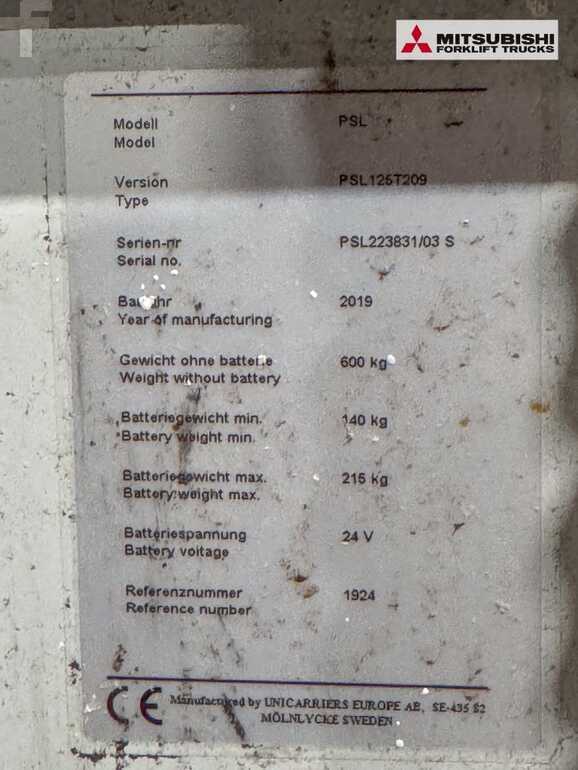 MITSUBISHI
FORKLIFT TRUCKS
Modell PSL
Model
Version PSL125T209
Type
Serien-nr PSL223831/03 S
Serial no.
Baujahr 2019
Year of manufacturing
Gewicht ohne batterie 600 kg
Weight without battery
Batteriegewicht min. 140 kg
Battery weight min.
Batteriegewicht max. 215 kg
Battery weight max.
Batteriespannung 24 V
Battery voltage
Referenznummer 1924
Reference number
CE Manufactured by UNICARRIERS EUROPE AB, SE-435 82
MÖLNLYCKE SWEDEN